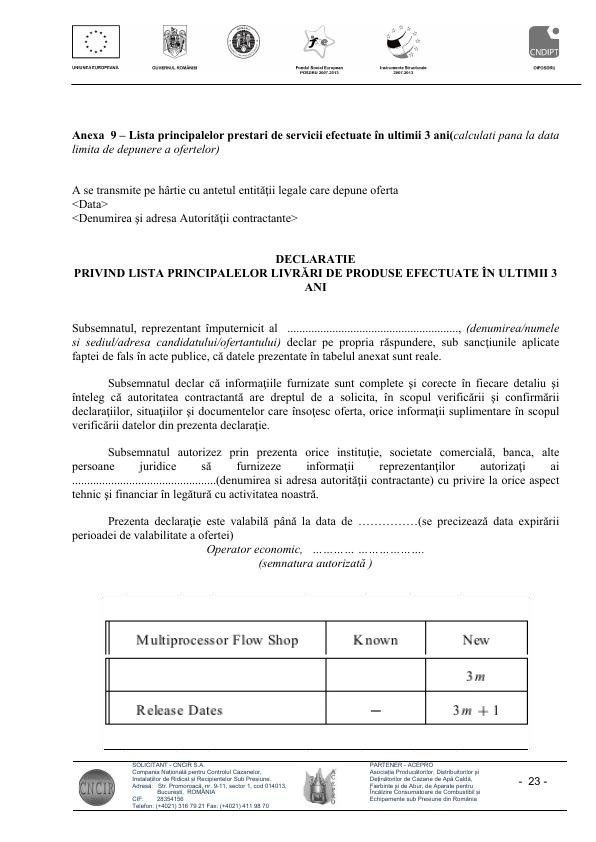 UNIUNEA EUROPEANĂ
GUVERNUL ROMÂNIEI
Fondul Social European
POSDRU 2007-2013
Instrumente Structurale
2007-2013
CNDIPT
OIPOSDRU
Anexa 9 – Lista principalelor prestari de servicii efectuate în ultimii 3 ani(calculati pana la data
limita de depunere a ofertelor)
A se transmite pe hârtie cu antetul entităţii legale care depune oferta
<Data>
<Denumirea şi adresa Autorităţii contractante>
DECLARATIE
PRIVIND LISTA PRINCIPALELOR LIVRĂRI DE PRODUSE EFECTUATE ÎN ULTIMII 3
ANI
Subsemnatul, reprezentant împuternicit al ........................................................., (denumirea/numele
si sediul/adresa candidatului/ofertantului) declar pe propria răspundere, sub sancţiunile aplicate
faptei de fals în acte publice, că datele prezentate în tabelul anexat sunt reale.
Subsemnatul declar că informaţiile furnizate sunt complete şi corecte în fiecare detaliu şi
înteleg că autoritatea contractantă are dreptul de a solicita, în scopul verificării şi confirmării
declaraţiilor, situaţiilor şi documentelor care însoţesc oferta, orice informaţii suplimentare în scopul
verificării datelor din prezenta declaraţie.
Subsemnatul autorizez prin prezenta orice instituţie, societate comercială, banca, alte
persoane juridice să furnizeze informaţii reprezentanţilor autorizaţi ai
................................................(denumirea si adresa autorităţii contractante) cu privire la orice aspect
tehnic şi financiar în legătură cu activitatea noastră.
Prezenta declaraţie este valabilă până la data de ……………(se precizează data expirării
perioadei de valabilitate a ofertei)
Operator economic, ………… ……………….
(semnatura autorizată )
Multiprocessor Flow Shop Known New
3m
Release Dates – 3m + 1
CNCIR
SOLICITANT - CNCIR S.A.
Compania Naţională pentru Controlul Cazanelor,
Instalaţiilor de Ridicat şi Recipientelor Sub Presiune.
Adresă: Str. Promoroacă, nr. 9-11, sector 1, cod 014013,
Bucureşti, ROMÂNIA
CIF: 28354156
Telefon: (+4021) 316 79 21 Fax: (+4021) 411 98 70
PARTENER - ACEPRO
Asociaţia Producătorilor, Distribuitorilor şi
Deţinătorilor de Cazane de Apă Caldă,
Fierbinte şi de Abur, de Aparate pentru
Încălzire Consumatoare de Combustibil şi
Echipamente sub Presiune din România
- 23 -